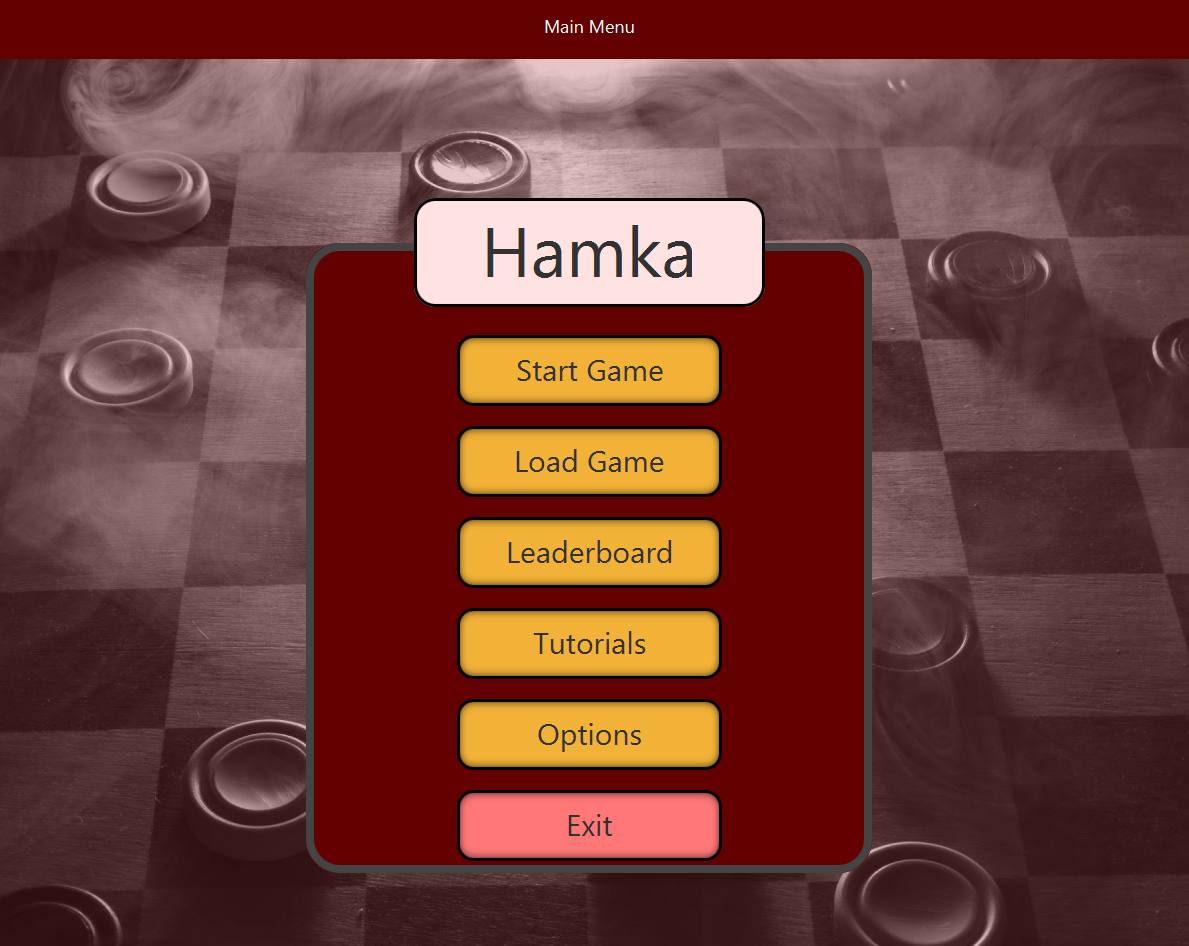 Main Menu
Hamka
Start Game
Load Game
Leaderboard
Tutorials
Options
Exit